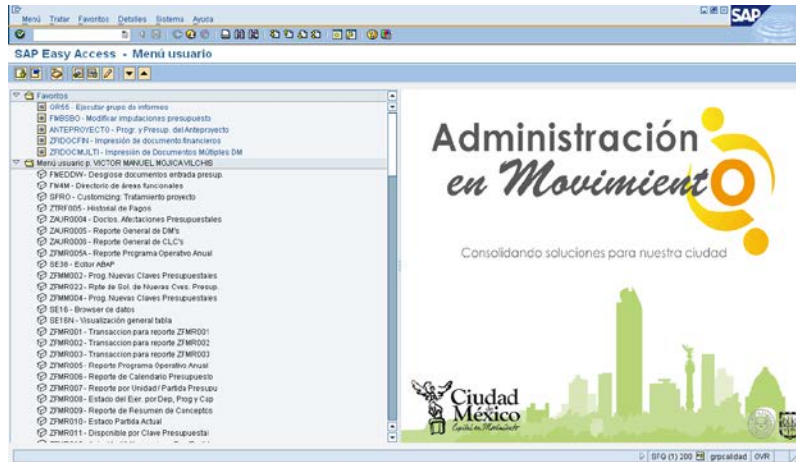 Menú Tratar Favoritos Detalles Sistema Ayuda
SAP
SAP Easy Access - Menú usuario
Favoritos
GR55 - Ejecutar grupo de informes
FMBSBO - Modificar imputaciones presupuesto
ANTEPROYECTO - Progr. y Presup. del Anteproyecto
ZFIDOCFIN - Impresión de documento financieros
ZFIDOCMULTI - Impresión de Documentos Múltiples DM
Menú usuario p. VICTOR MANUEL MOJICA VILCHIS
FMEDDW - Desglose documentos entrada presup.
FM4M - Directorio de áreas funcionales
SPRO - Customizing: Tratamiento proyecto
ZTRF005 - Historial de Pagos
ZAUR0004 - Doctos. Afectaciones Presupuestales
ZAUR0005 - Reporte General de DM's
ZAUR0008 - Reporte General de CLC's
ZFMR005A - Reporte Programa Operativo Anual
SE38 - Editor ABAP
ZFMM002 - Prog. Nuevas Claves Presupuestales
ZFMR022 - Rpte de Sol. de Nuevas Cves. Presup.
ZFMM004 - Prog. Nuevas Claves Presupuestales
SE16 - Browser de datos
SE16N - Visualización general tabla
ZFMR001 - Transaccion para reporte ZFMR001
ZFMR002 - Transaccion para reporte ZFMR002
ZFMR003 - Transaccion para reporte ZFMR003
ZFMR005 - Reporte Programa Operativo Anual
ZFMR006 - Reporte de Calendario Presupuesto
ZFMR007 - Reporte por Unidad / Partida Presupu
ZFMR008 - Estado del Ejer. por Dep, Prog y Cap
ZFMR009 - Reporte de Resumen de Conceptos
ZFMR010 - Estado Partida Actual
ZFMR011 - Disponible por Clave Presupuestal
Administración
en Movimiento
Consolidando soluciones para nuestra ciudad
Ciudad
México
Capital en Movimiento
SFQ (1) 200 grpcalidad OVR